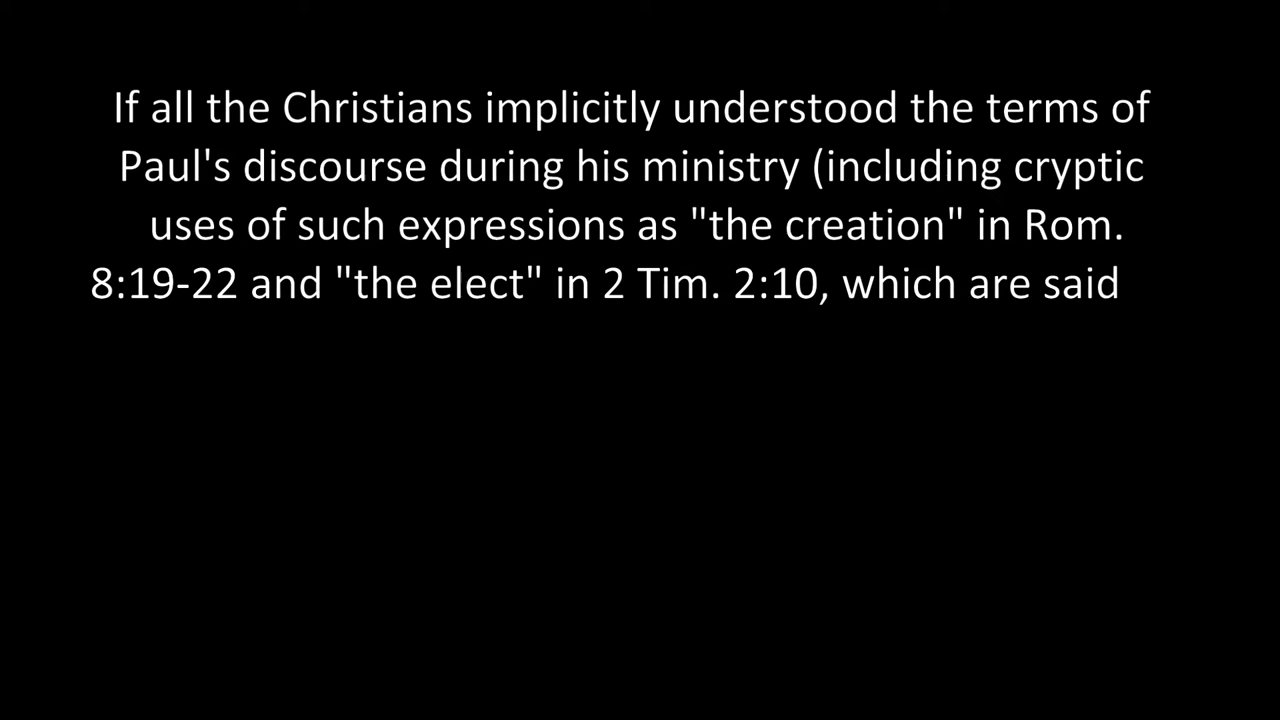 If all the Christians implicitly understood the terms of
Paul's discourse during his ministry (including cryptic
uses of such expressions as "the creation" in Rom.
8:19-22 and "the elect" in 2 Tim. 2:10, which are said